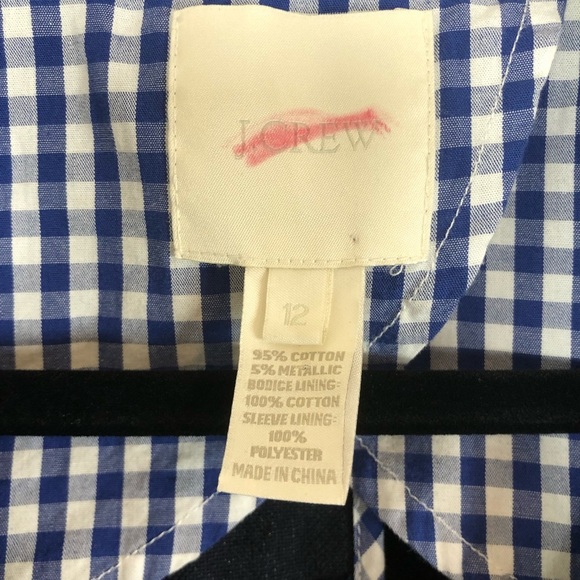 J.CREW
12
95% COTTON
5% METALLIC
BODICE LINING:
100% COTTON
SLEEVE LINING:
100%
POLYESTER
MADE IN CHINA